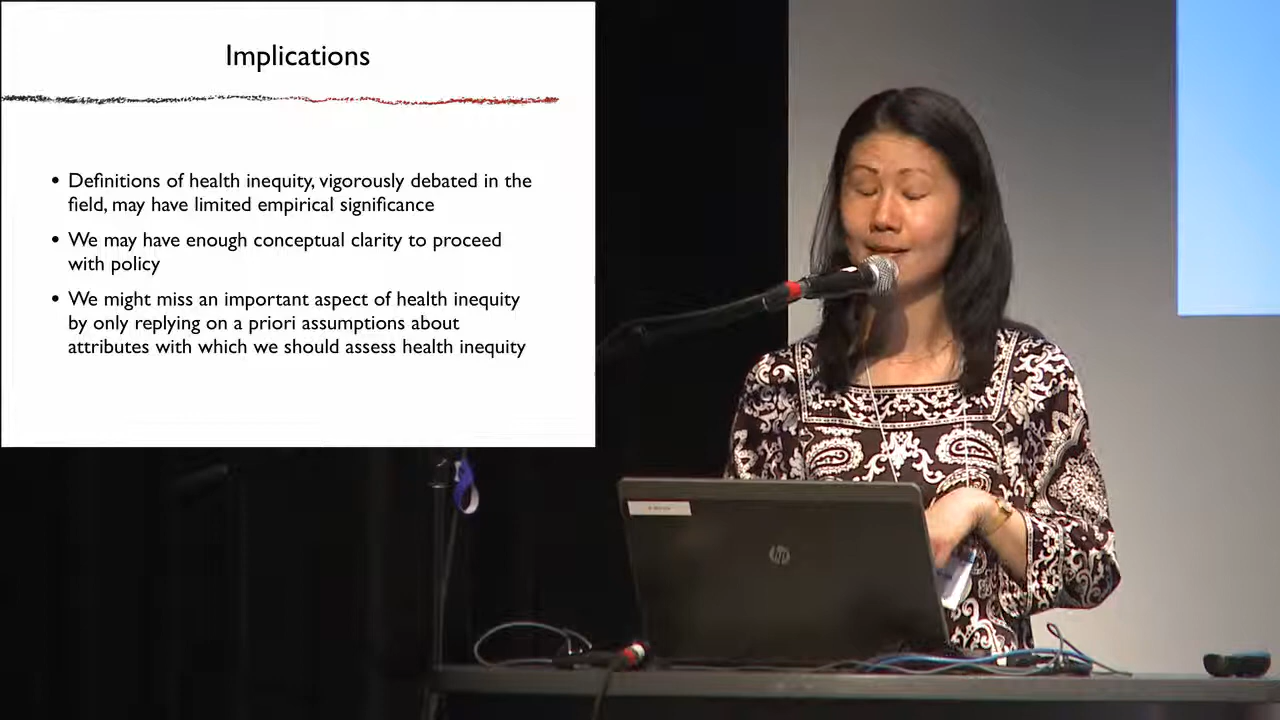 Implications
• Definitions of health inequity, vigorously debated in the
field, may have limited empirical significance
• We may have enough conceptual clarity to proceed
with policy
• We might miss an important aspect of health inequity
by only replying on a priori assumptions about
attributes with which we should assess health inequity
hp